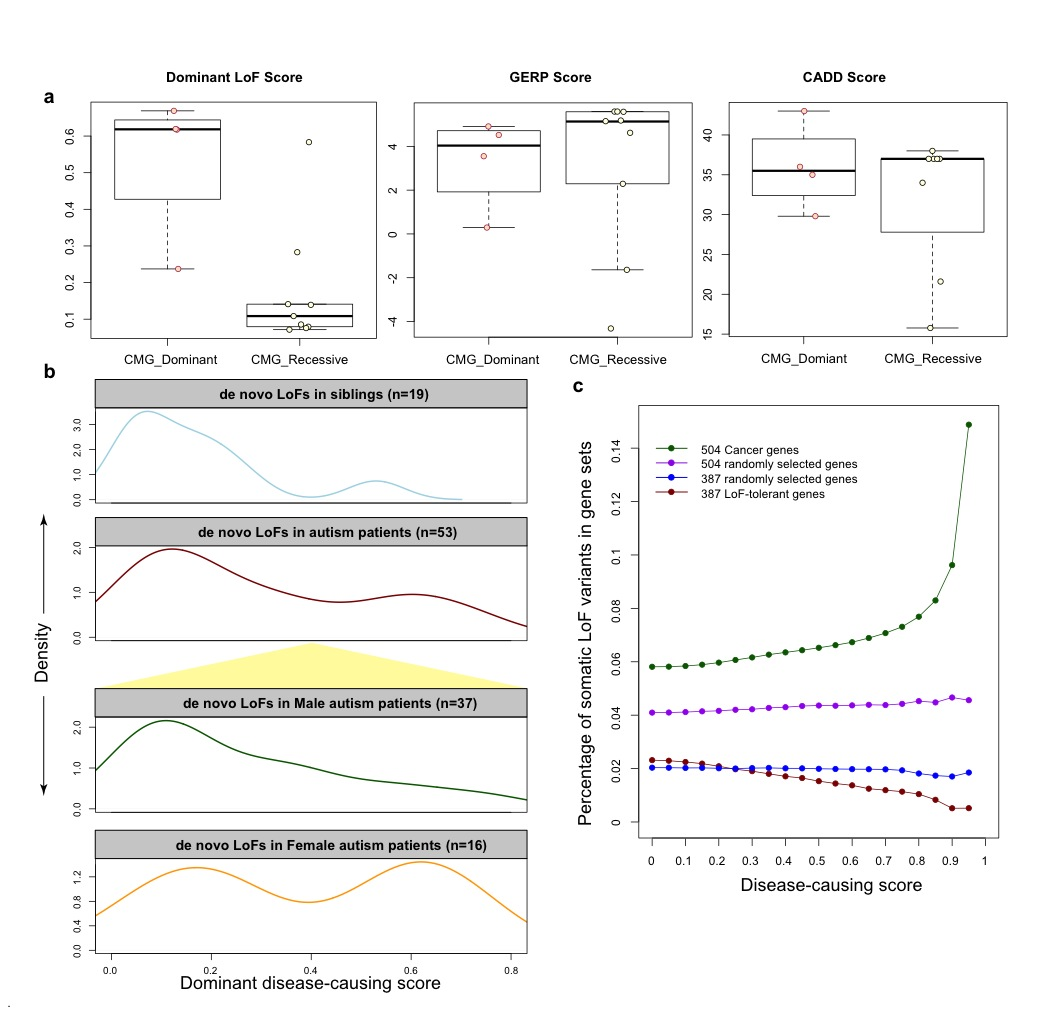 Dominant LoF Score
GERP Score
CADD Score
a
0.6
0.5
0.4
0.3
0.2
0.1
CMG_Dominant
CMG_Recessive
4
2
0
-2
-4
CMG_Dominant
CMG_Recessive
40
35
30
25
20
15
CMG_Domiant
CMG_Recessive
b
de novo LoFs in siblings (n=19)
3.0
2.0
1.0
0.0
de novo LoFs in autism patients (n=53)
2.0
1.0
0.0
de novo LoFs in Male autism patients (n=37)
2.0
1.0
0.0
de novo LoFs in Female autism patients (n=16)
1.2
0.8
0.4
0.0
0.0 0.2 0.4 0.6 0.8
Dominant disease-causing score
Density
c
504 Cancer genes
504 randomly selected genes
387 randomly selected genes
387 LoF-tolerant genes
0.14
0.12
0.1
0.08
0.06
0.04
0.02
0
Percentage of somatic LoF variants in gene sets
0 0.1 0.2 0.3 0.4 0.5 0.6 0.7 0.8 0.9 1
Disease-causing score